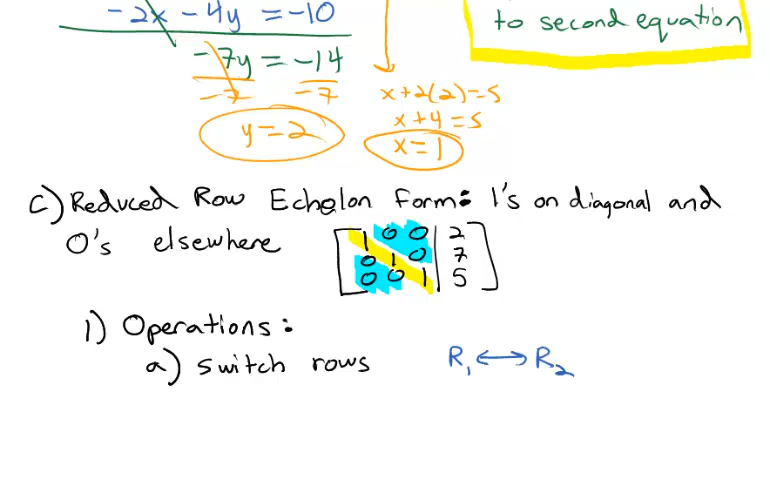 -2x - 4y = -10
to second equation
-7y = -14
-7 -7
x+2(2)=5
x+4=5
y=2
x=1
c) Reduced Row Echelon Form: 1's on diagonal and
0's elsewhere
1 0 0 | 2
0 1 0 | 7
0 0 1 | 5
1) Operations:
a) switch rows R₁ ↔ R₂